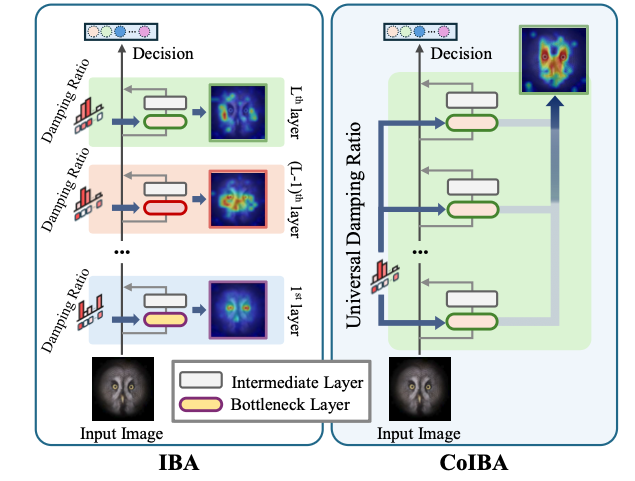 Decision
Damping Ratio
L^th layer
Damping Ratio
(L-1)^th layer
...
Damping Ratio
1^st layer
Input Image
IBA
Decision
Universal Damping Ratio
...
Input Image
CoIBA
Intermediate Layer
Bottleneck Layer